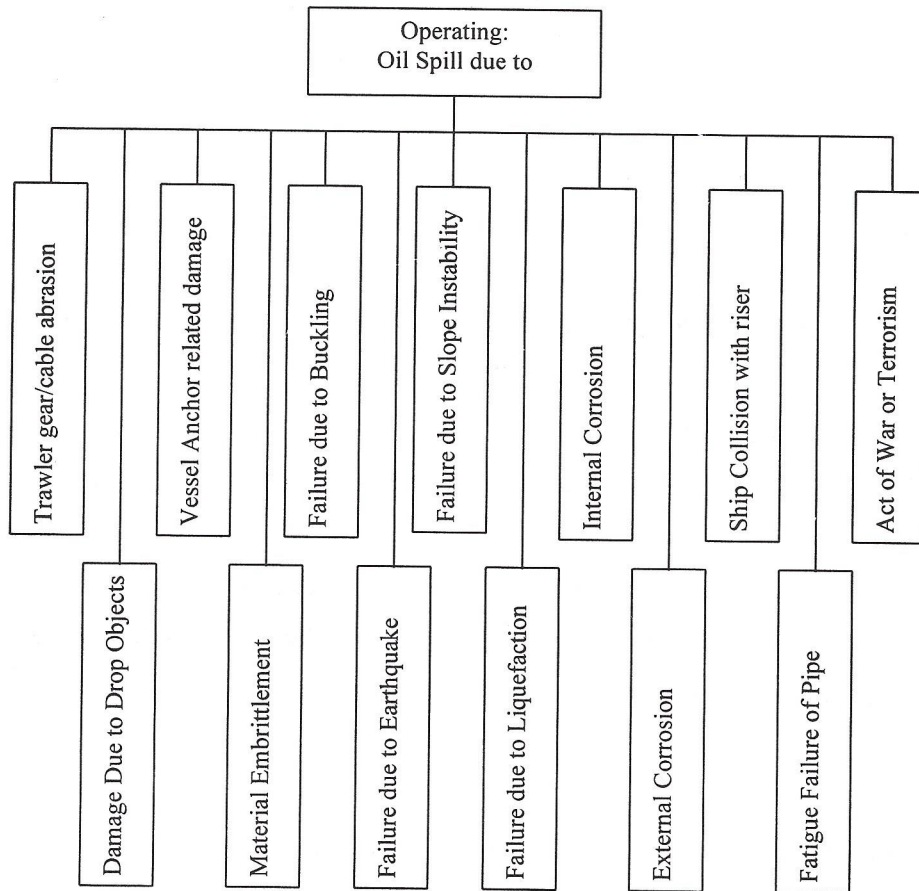 Operating:
Oil Spill due to
Trawler gear/cable abrasion
Vessel Anchor related damage
Failure due to Buckling
Failure due to Slope Instability
Internal Corrosion
Ship Collision with riser
Act of War or Terrorism
Damage Due to Drop Objects
Material Embrittlement
Failure due to Earthquake
Failure due to Liquefaction
External Corrosion
Fatigue Failure of Pipe